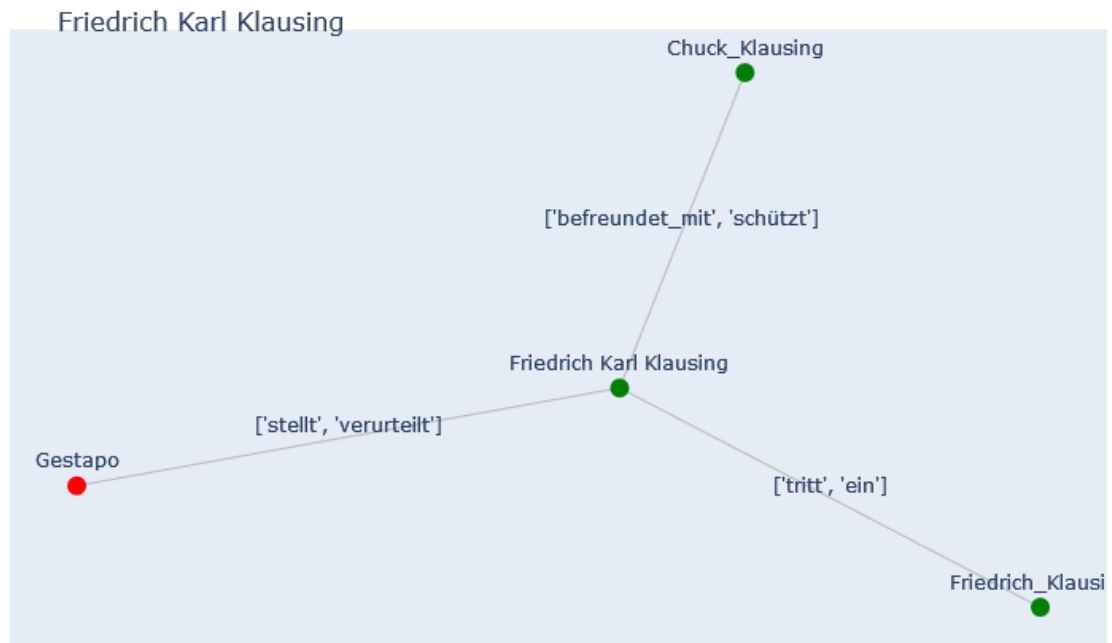 Friedrich Karl Klausing
Chuck_Klausing
['befreundet_mit', 'schützt']
Friedrich Karl Klausing
['stellt', 'verurteilt']
Gestapo
['tritt', 'ein']
Friedrich_Klausi